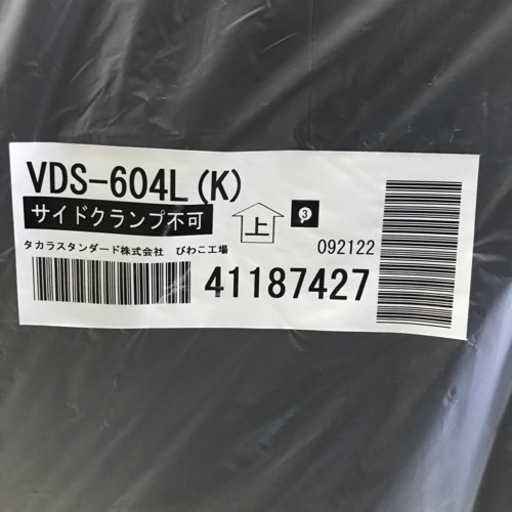 VDS-604L(K)
サイドクランプ不可
上
3
092122
タカラスタンダード株式会社 びわこ工場
41187427